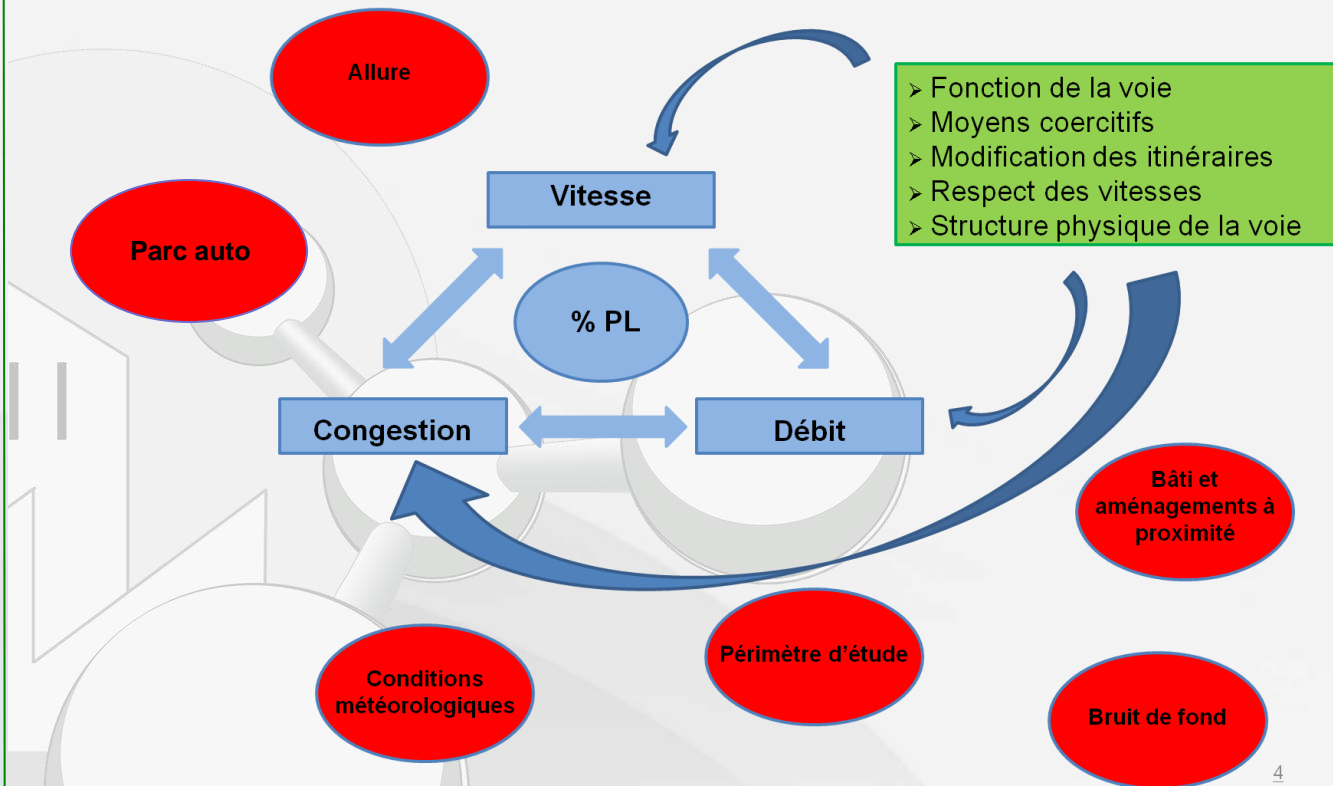 Allure
➢ Fonction de la voie
➢ Moyens coercitifs
➢ Modification des itinéraires
➢ Respect des vitesses
➢ Structure physique de la voie
Vitesse
Parc auto
% PL
Congestion
Débit
Bâti et
aménagements à
proximité
Périmètre d'étude
Conditions
météorologiques
Bruit de fond
4